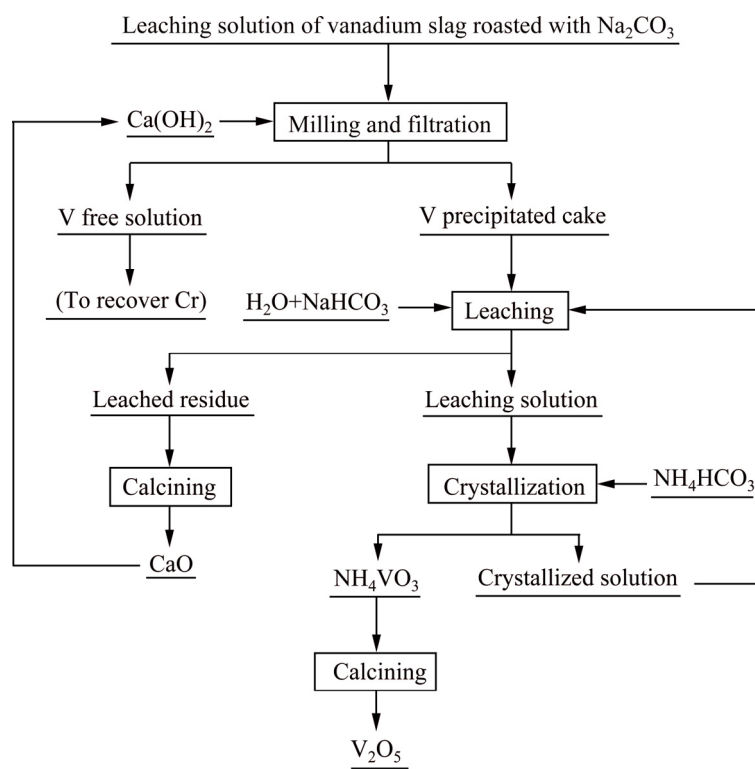 Leaching solution of vanadium slag roasted with Na₂CO₃
Ca(OH)₂
Milling and filtration
V free solution
V precipitated cake
(To recover Cr)
H₂O+NaHCO₃
Leaching
Leached residue
Leaching solution
Calcining
Crystallization
NH₄HCO₃
CaO
NH₄VO₃
Crystallized solution
Calcining
V₂O₅